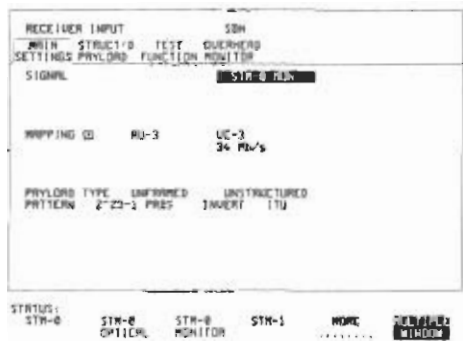 RECEIVER INPUT SDH
MAIN STRUCT'D TEST OVERHEAD
SETTINGS PAYLOAD FUNCTION MONITOR
SIGNAL STM-0 MON
MAPPING AU-3 VC-3
34 Mb/s
PAYLOAD TYPE UNFRAMED UNSTRUCTURED
PATTERN 2^23-1 PRBS INVERT ITU
STATUS:
STM-0 STM-0 STM-0 STM-1 MORE MULTIPLEX
OPTICAL MONITOR ........ WINDOW